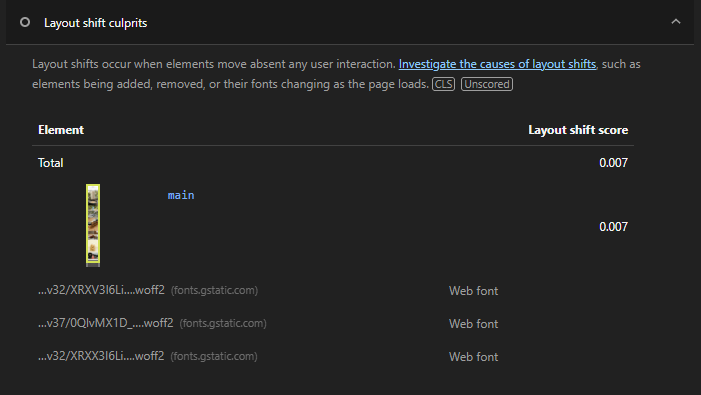 Layout shift culprits
Layout shifts occur when elements move absent any user interaction. Investigate the causes of layout shifts, such as
elements being added, removed, or their fonts changing as the page loads. CLS Unscored
Element Layout shift score
Total 0.007
main
0.007
...v32/XRXV3I6Li....woff2 (fonts.gstatic.com) Web font
...v37/0QIvMX1D_....woff2 (fonts.gstatic.com) Web font
...v32/XRXX3I6Li....woff2 (fonts.gstatic.com) Web font